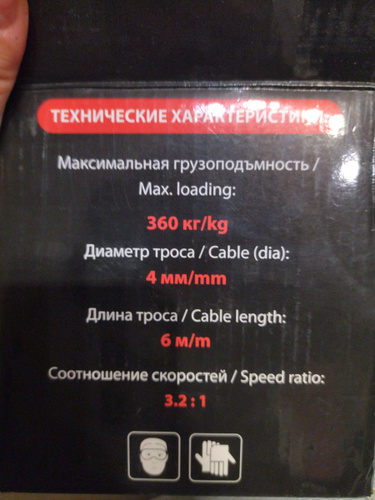 ТЕХНИЧЕСКИЕ ХАРАКТЕРИСТИКИ
Максимальная грузоподъмность /
Max. loading:
360 кг/kg
Диаметр троса / Cable (dia):
4 мм/mm
Длина троса / Cable length:
6 м/m
Соотношение скоростей / Speed ratio:
3.2 : 1